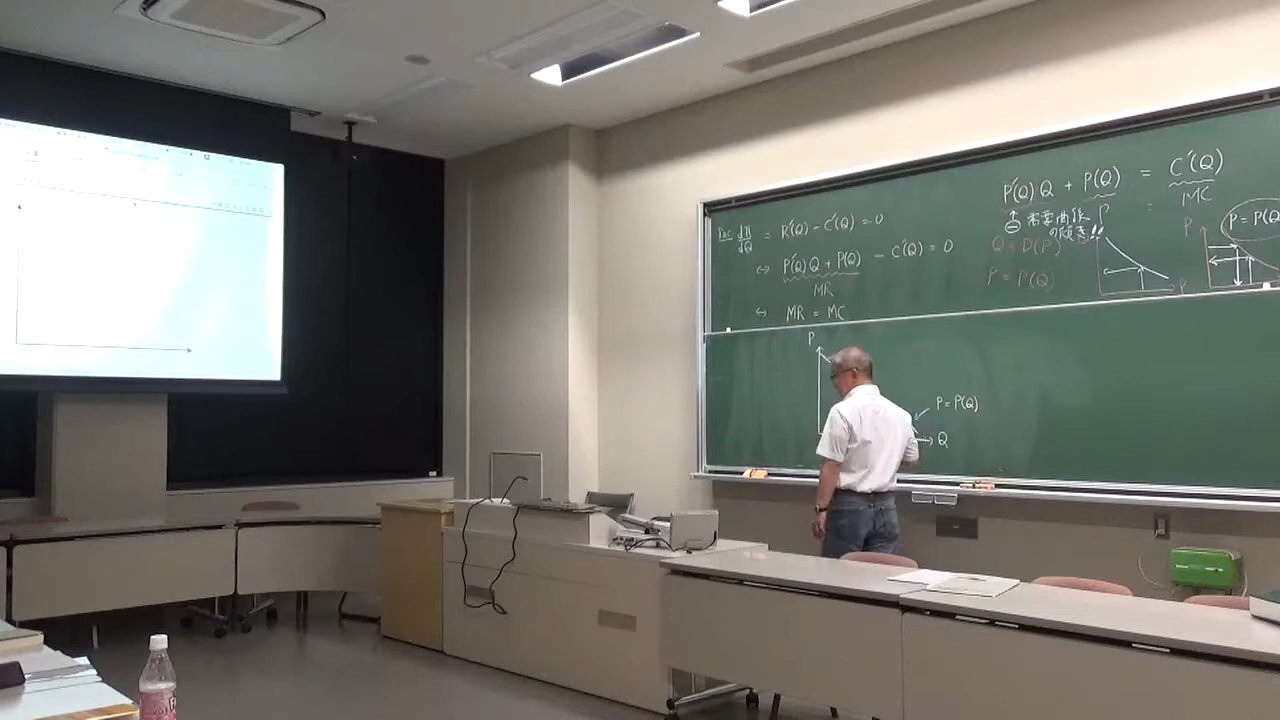 F.O.C. dπ/dQ = R'(Q) - C'(Q) = 0
⇔ P'(Q)Q + P(Q) - C'(Q) = 0
MR
⇔ MR = MC
P'(Q)Q + P(Q) = C'(Q)
MC
⊖ 需要曲線の傾き!!
Q = D(P)
P = P(Q)
P
P
P = P(Q
P
P = P(Q)
Q